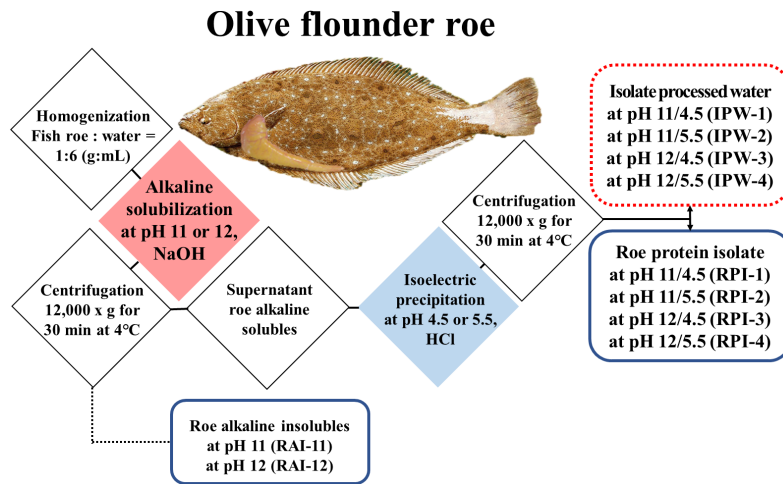 Olive flounder roe
Homogenization
Fish roe : water =
1:6 (g:mL)
Alkaline
solubilization
at pH 11 or 12,
NaOH
Centrifugation
12,000 x g for
30 min at 4℃
Supernatant
roe alkaline
solubles
Roe alkaline insolubles
at pH 11 (RAI-11)
at pH 12 (RAI-12)
Isoelectric
precipitation
at pH 4.5 or 5.5,
HCl
Centrifugation
12,000 x g for
30 min at 4℃
Isolate processed water
at pH 11/4.5 (IPW-1)
at pH 11/5.5 (IPW-2)
at pH 12/4.5 (IPW-3)
at pH 12/5.5 (IPW-4)
Roe protein isolate
at pH 11/4.5 (RPI-1)
at pH 11/5.5 (RPI-2)
at pH 12/4.5 (RPI-3)
at pH 12/5.5 (RPI-4)